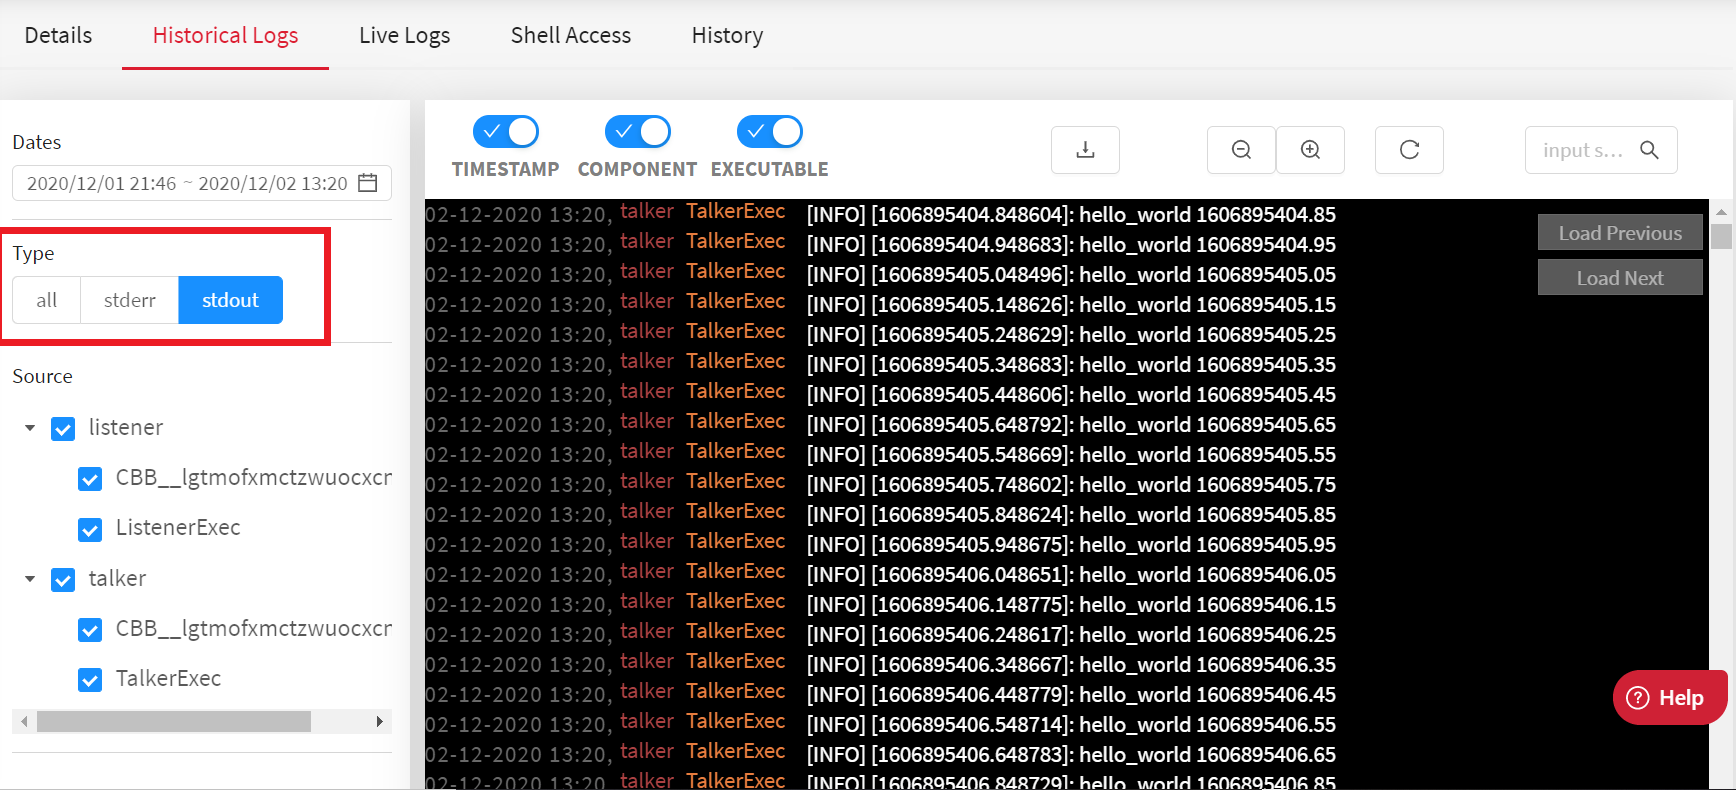 Details Historical Logs Live Logs Shell Access History
Dates
2020/12/01 21:46 ~ 2020/12/02 13:20
Type
all stderr stdout
Source
listener
CBB__lgtmofxmctzwuocxcr
ListenerExec
talker
CBB__lgtmofxmctzwuocxcr
TalkerExec
TIMESTAMP COMPONENT EXECUTABLE
input s...
02-12-2020 13:20, talker TalkerExec [INFO] [1606895404.848604]: hello_world 1606895404.85
02-12-2020 13:20, talker TalkerExec [INFO] [1606895404.948683]: hello_world 1606895404.95
02-12-2020 13:20, talker TalkerExec [INFO] [1606895405.048496]: hello_world 1606895405.05
02-12-2020 13:20, talker TalkerExec [INFO] [1606895405.148626]: hello_world 1606895405.15
02-12-2020 13:20, talker TalkerExec [INFO] [1606895405.248629]: hello_world 1606895405.25
02-12-2020 13:20, talker TalkerExec [INFO] [1606895405.348683]: hello_world 1606895405.35
02-12-2020 13:20, talker TalkerExec [INFO] [1606895405.448606]: hello_world 1606895405.45
02-12-2020 13:20, talker TalkerExec [INFO] [1606895405.648792]: hello_world 1606895405.65
02-12-2020 13:20, talker TalkerExec [INFO] [1606895405.548669]: hello_world 1606895405.55
02-12-2020 13:20, talker TalkerExec [INFO] [1606895405.748602]: hello_world 1606895405.75
02-12-2020 13:20, talker TalkerExec [INFO] [1606895405.848624]: hello_world 1606895405.85
02-12-2020 13:20, talker TalkerExec [INFO] [1606895405.948675]: hello_world 1606895405.95
02-12-2020 13:20, talker TalkerExec [INFO] [1606895406.048651]: hello_world 1606895406.05
02-12-2020 13:20, talker TalkerExec [INFO] [1606895406.148775]: hello_world 1606895406.15
02-12-2020 13:20, talker TalkerExec [INFO] [1606895406.248617]: hello_world 1606895406.25
02-12-2020 13:20, talker TalkerExec [INFO] [1606895406.348667]: hello_world 1606895406.35
02-12-2020 13:20, talker TalkerExec [INFO] [1606895406.448779]: hello_world 1606895406.45
02-12-2020 13:20, talker TalkerExec [INFO] [1606895406.548714]: hello_world 1606895406.55
02-12-2020 13:20, talker TalkerExec [INFO] [1606895406.648783]: hello_world 1606895406.65
02-12-2020 13:20, talker TalkerExec [INFO] [1606895406.848729]: hello_world 1606895406.85
Load Previous
Load Next
Help